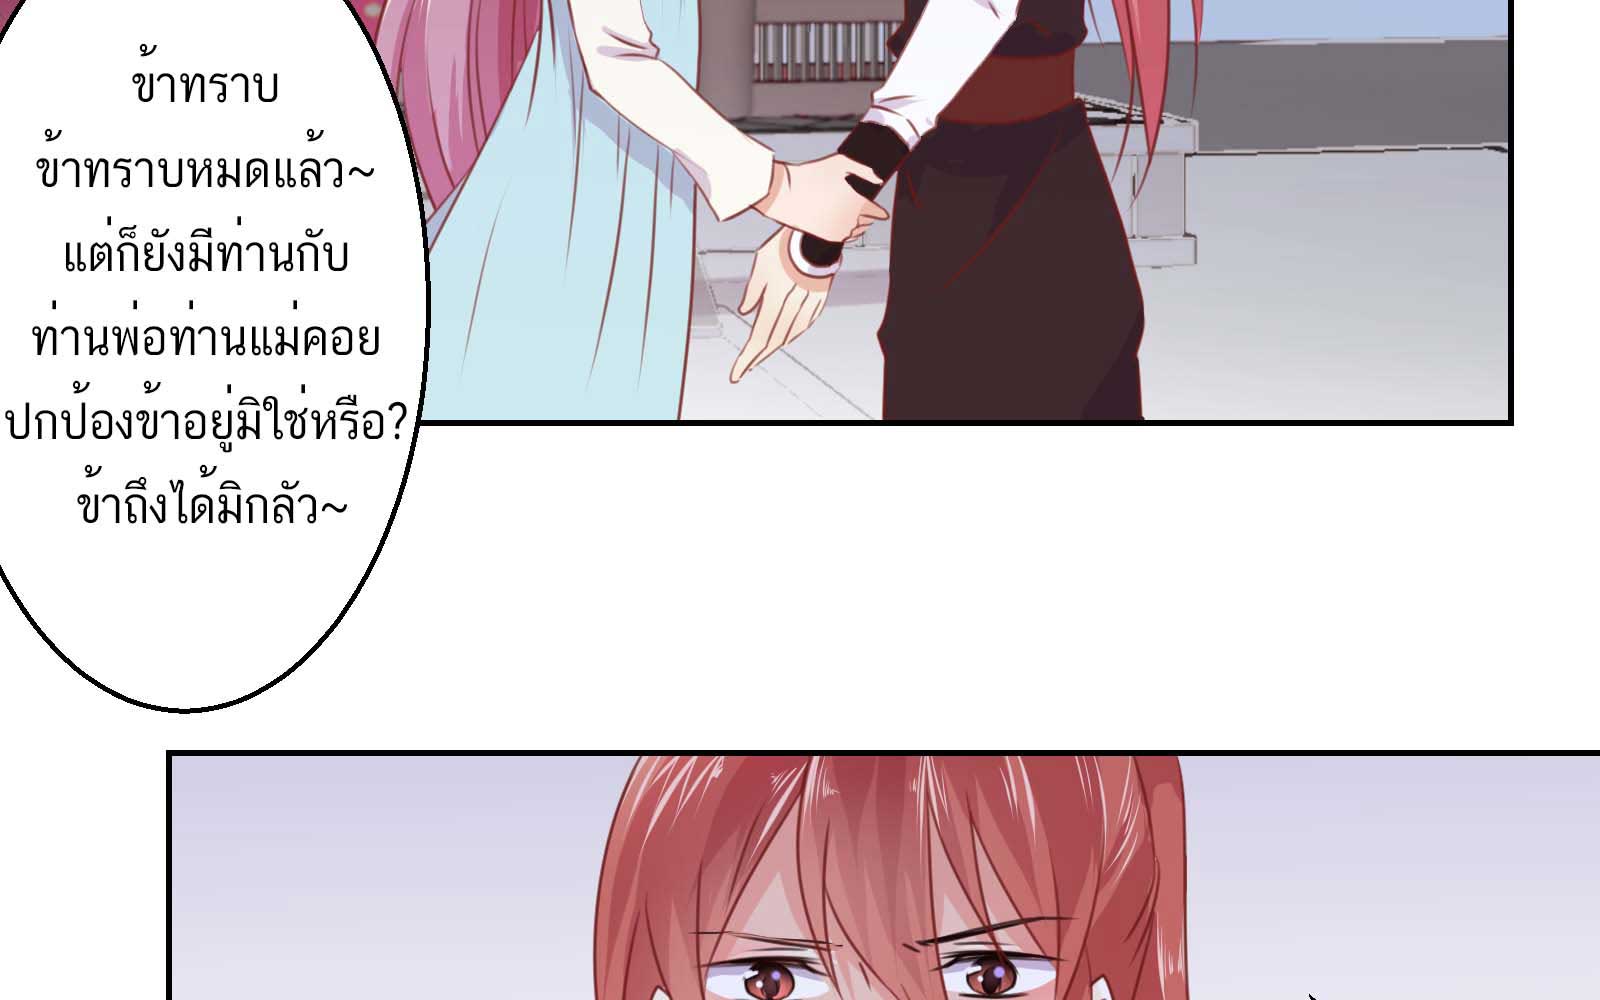 ข้าทราบ
ข้าทราบหมดแล้ว~
แต่ก็ยังมีท่านกับ
ท่านพ่อท่านแม่คอย
ปกป้องข้าอยู่มิใช่หรือ?
ข้าถึงได้มิกลัว~